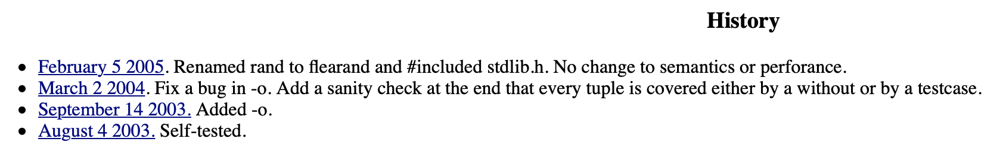 History
• February 5 2005. Renamed rand to flearand and #included stdlib.h. No change to semantics or perforance.
• March 2 2004. Fix a bug in -o. Add a sanity check at the end that every tuple is covered either by a without or by a testcase.
• September 14 2003. Added -o.
• August 4 2003. Self-tested.